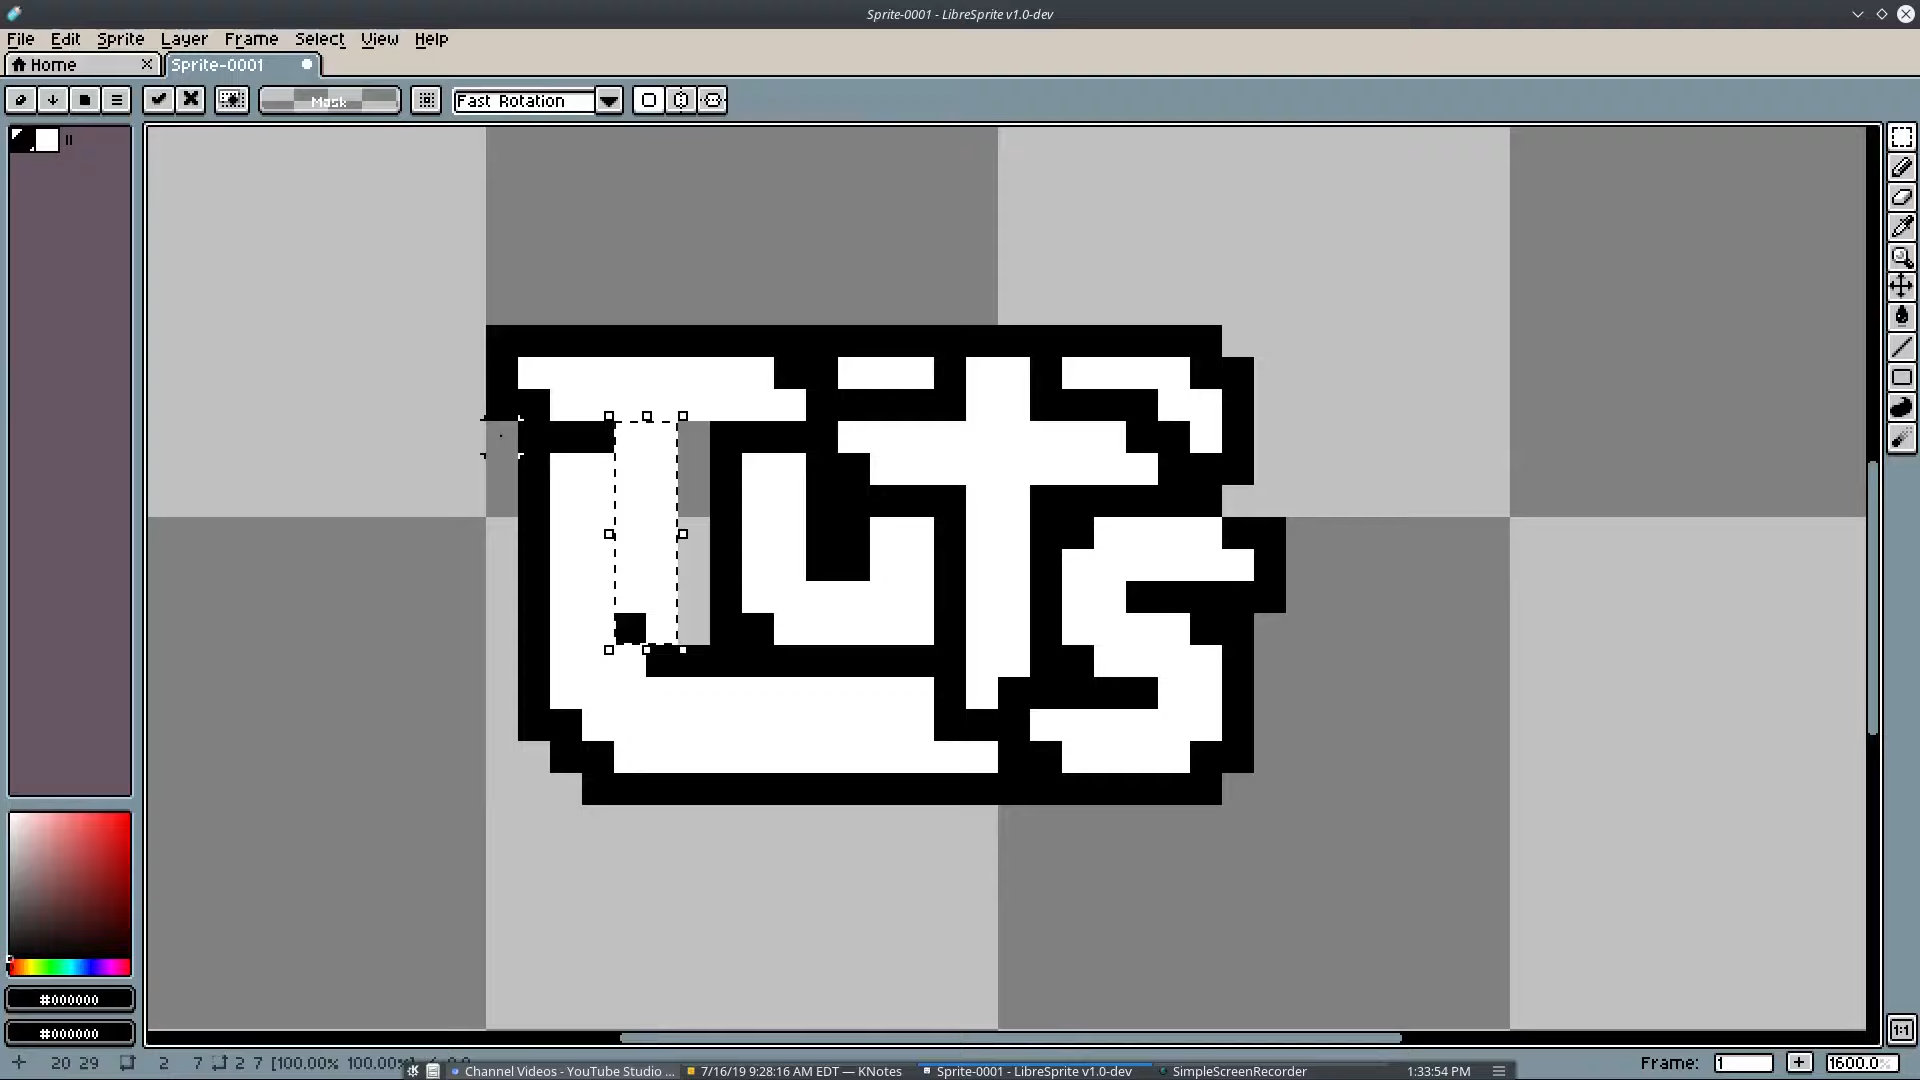 Sprite-0001 - LibreSprite v1.0-dev
File Edit Sprite Layer Frame Select View Help
Home Sprite-0001
Mask Fast Rotation
#000000
#000000
20 29 2 7 2 7 [100.00% 100.00%]
Channel Videos - YouTube Studio ... 7/16/19 9:28:16 AM EDT — KNotes Sprite-0001 - LibreSprite v1.0-dev SimpleScreenRecorder 1:33:54 PM
Frame: 1 + 1600.0
1:1